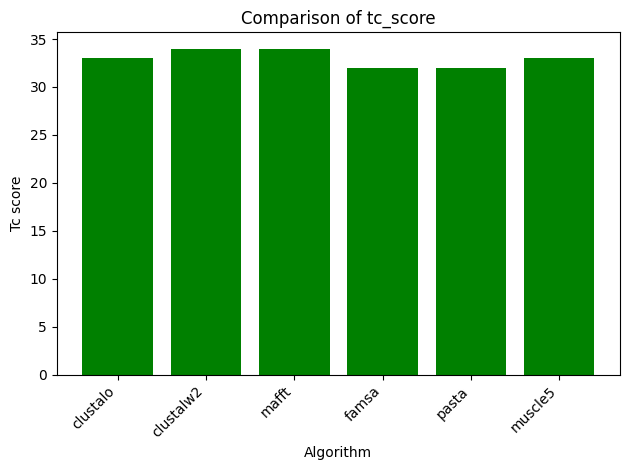 Comparison of tc_score
Tc score
35
30
25
20
15
10
5
0
clustalo
clustalw2
mafft
famsa
pasta
muscle5
Algorithm